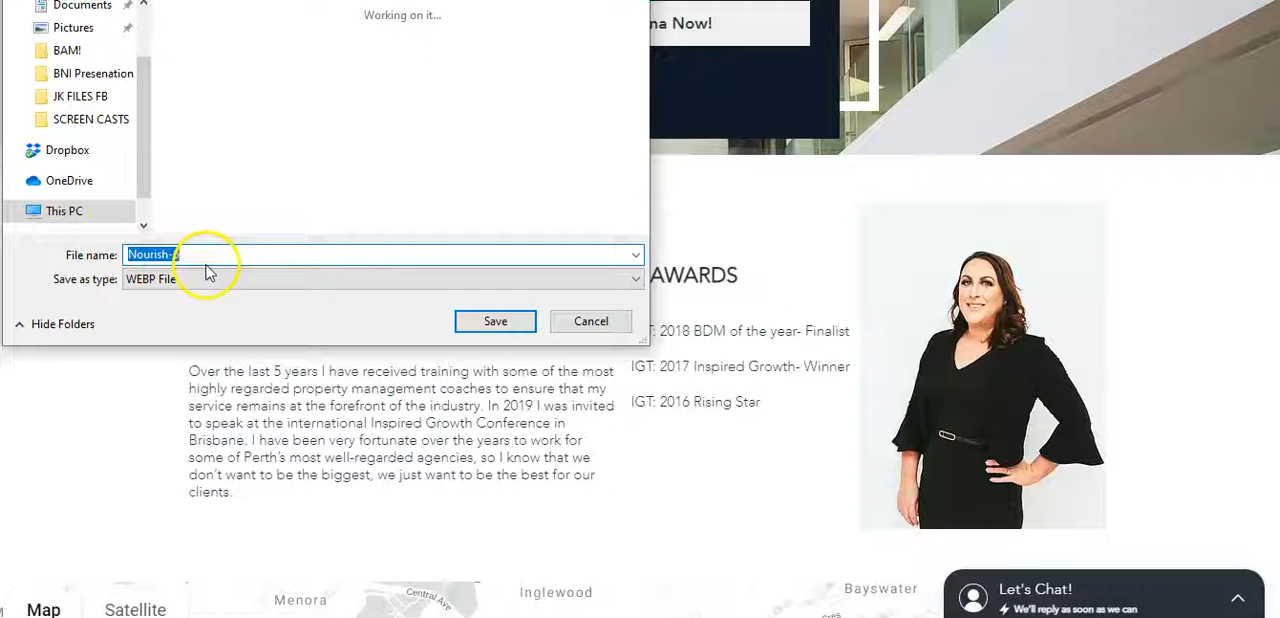 Documents
Pictures
BAM!
BNI Presenation
JK FILES FB
SCREEN CASTS
Dropbox
OneDrive
This PC
Working on it...
File name:
Nourish-
Save as type:
WEBP File
Hide Folders
Save
Cancel
na Now!
AWARDS
IGT: 2018 BDM of the year- Finalist
IGT: 2017 Inspired Growth- Winner
IGT: 2016 Rising Star
Over the last 5 years I have received training with some of the most
highly regarded property management coaches to ensure that my
service remains at the forefront of the industry. In 2019 I was invited
to speak at the international Inspired Growth Conference in
Brisbane. I have been very fortunate over the years to work for
some of Perth's most well-regarded agencies, so I know that we
don't want to be the biggest, we just want to be the best for our
clients.
Map
Satellite
Menora
Central Ave
Inglewood
Bayswater
Let's Chat!
We'll reply as soon as we can